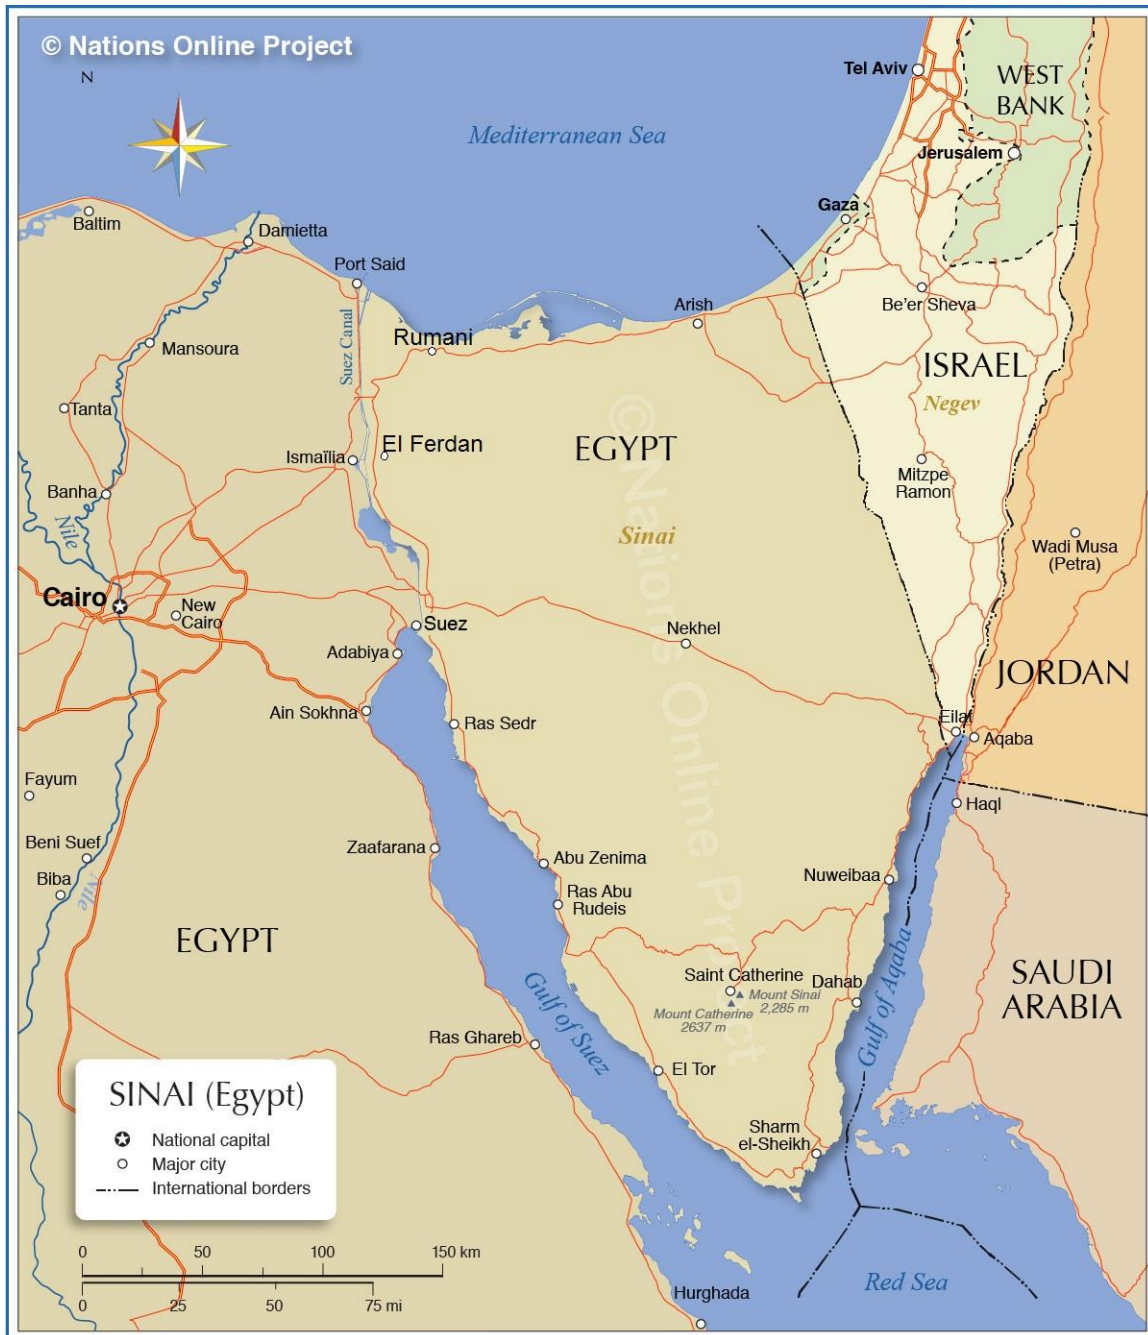 © Nations Online Project
N
Mediterranean Sea
Tel Aviv
WEST
BANK
Jerusalem
Gaza
Baltim
Damietta
Port Said
Suez Canal
Arish
Be'er Sheva
Rumani
Mansoura
ISRAEL
Negev
Tanta
El Ferdan
EGYPT
Ismaïlia
Mitzpe
Ramon
Banha
Nile
Sinai
Wadi Musa
(Petra)
Cairo
New
Cairo
Suez
Nekhel
Adabiya
JORDAN
Ain Sokhna
Ras Sedr
Eilat
Aqaba
Fayum
Haql
Beni Suef
Zaafarana
Abu Zenima
Biba
Nile
Ras Abu
Rudeis
Nuweibaa
EGYPT
Saint Catherine
Mount Sinai
2,285 m
Mount Catherine
2637 m
Dahab
Gulf of Aqaba
SAUDI
ARABIA
Gulf of Suez
Ras Ghareb
El Tor
Sharm
el-Sheikh
SINAI (Egypt)
National capital
Major city
International borders
0 50 100 150 km
0 25 50 75 mi
Hurghada
Red Sea
©Nations Online Project